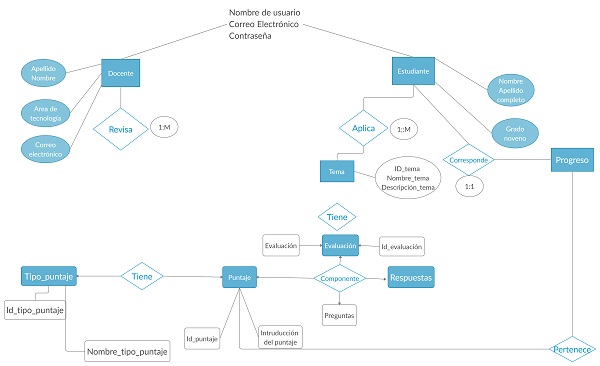 Nombre de usuario
Correo Electrónico
Contraseña
Apellido
Nombre
Docente
Area de
tecnología
Correo
electrónico
Revisa
1:M
Estudiante
Nombre
Apellido
completo
Grado
noveno
Aplica
1::M
Tema
ID_tema
Nombre_tema
Descripción_tema
Corresponde
1:1
Progreso
Tiene
Evaluación
Evaluación
Id_evaluación
Tipo_puntaje
Tiene
Puntaje
Componente
Respuestas
Id_tipo_puntaje
Preguntas
Id_puntaje
Intruducción
del puntaje
Nombre_tipo_puntaje
Pertenece